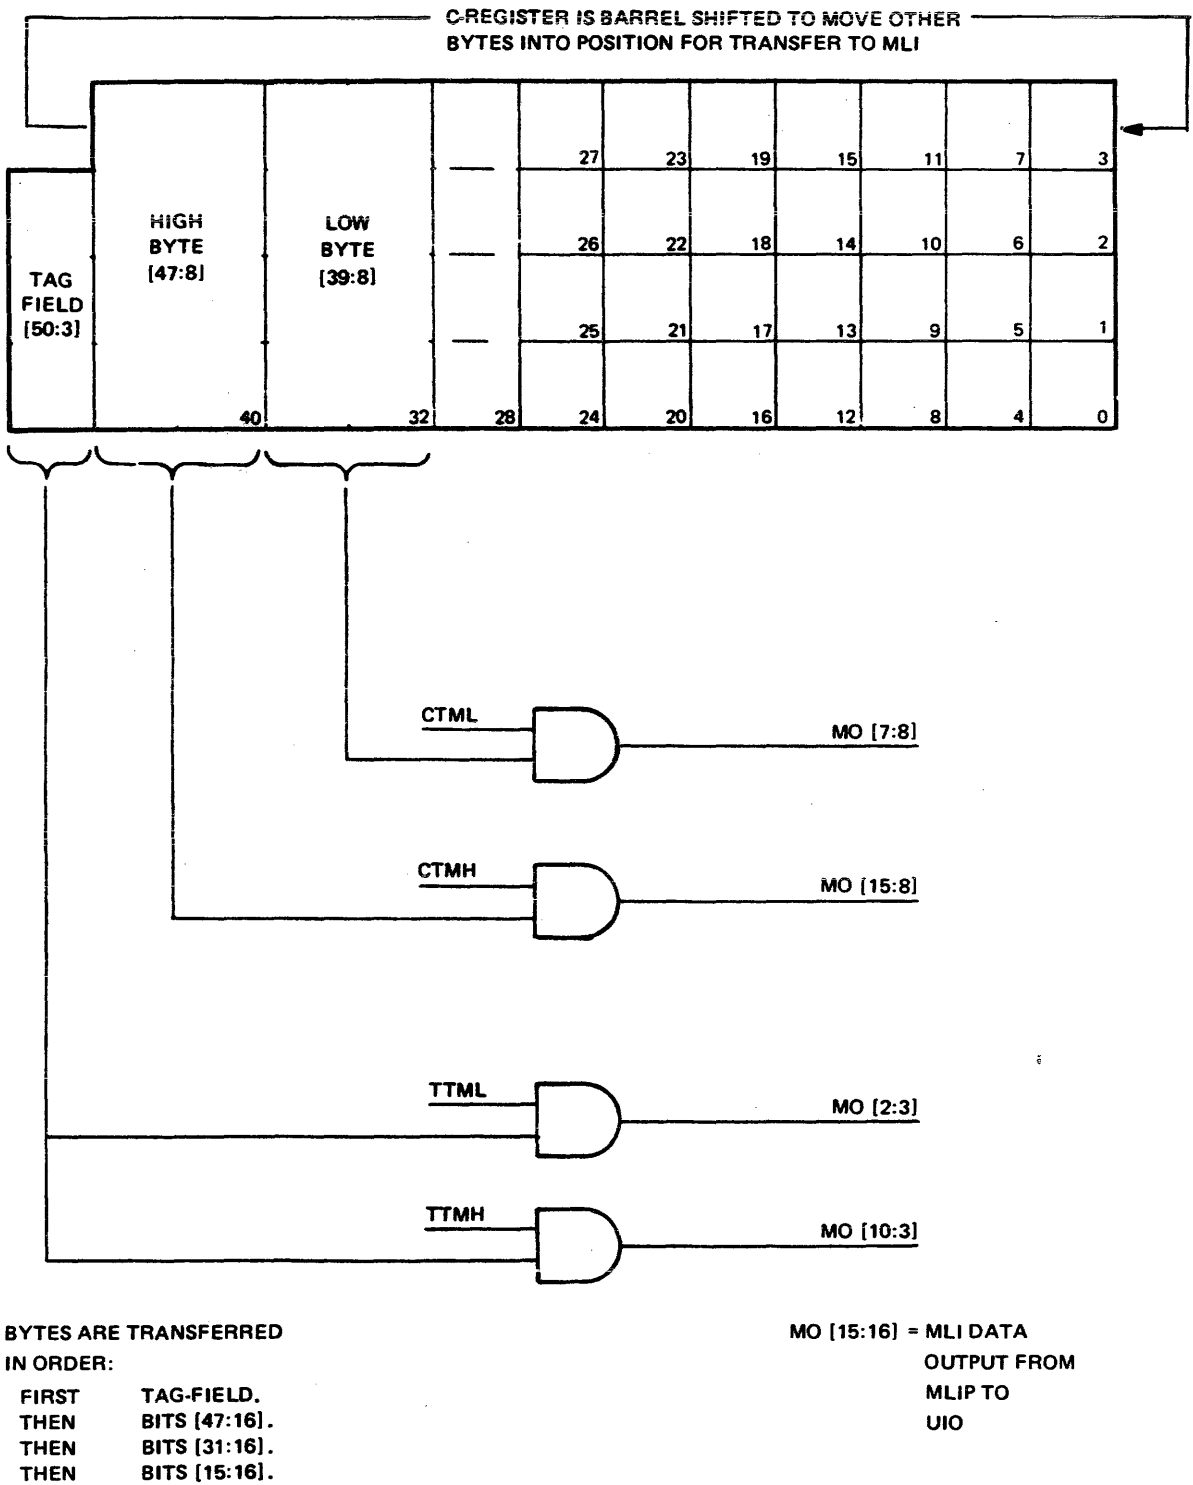 C-REGISTER IS BARREL SHIFTED TO MOVE OTHER
BYTES INTO POSITION FOR TRANSFER TO MLI
27 23 19 15 11 7 3
HIGH
BYTE
[47:8]
LOW
BYTE
[39:8]
26 22 18 14 10 6 2
TAG
FIELD
[50:3]
25 21 17 13 9 5 1
40 32 28 24 20 16 12 8 4 0
CTML
MO [7:8]
CTMH
MO [15:8]
TTML
MO [2:3]
TTMH
MO [10:3]
BYTES ARE TRANSFERRED
IN ORDER:
FIRST TAG-FIELD.
THEN BITS [47:16].
THEN BITS [31:16].
THEN BITS [15:16].
MO [15:16] = MLI DATA
OUTPUT FROM
MLIP TO
UIO